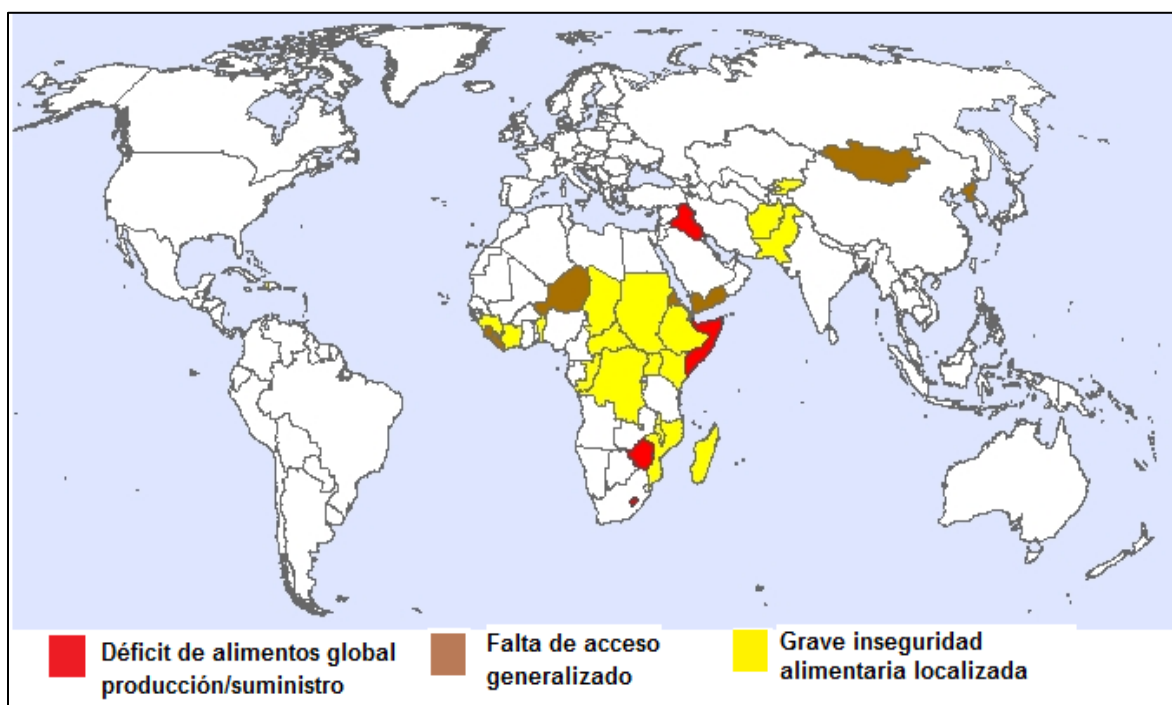 Déficit de alimentos global
producción/suministro
Falta de acceso
generalizado
Grave inseguridad
alimentaria localizada